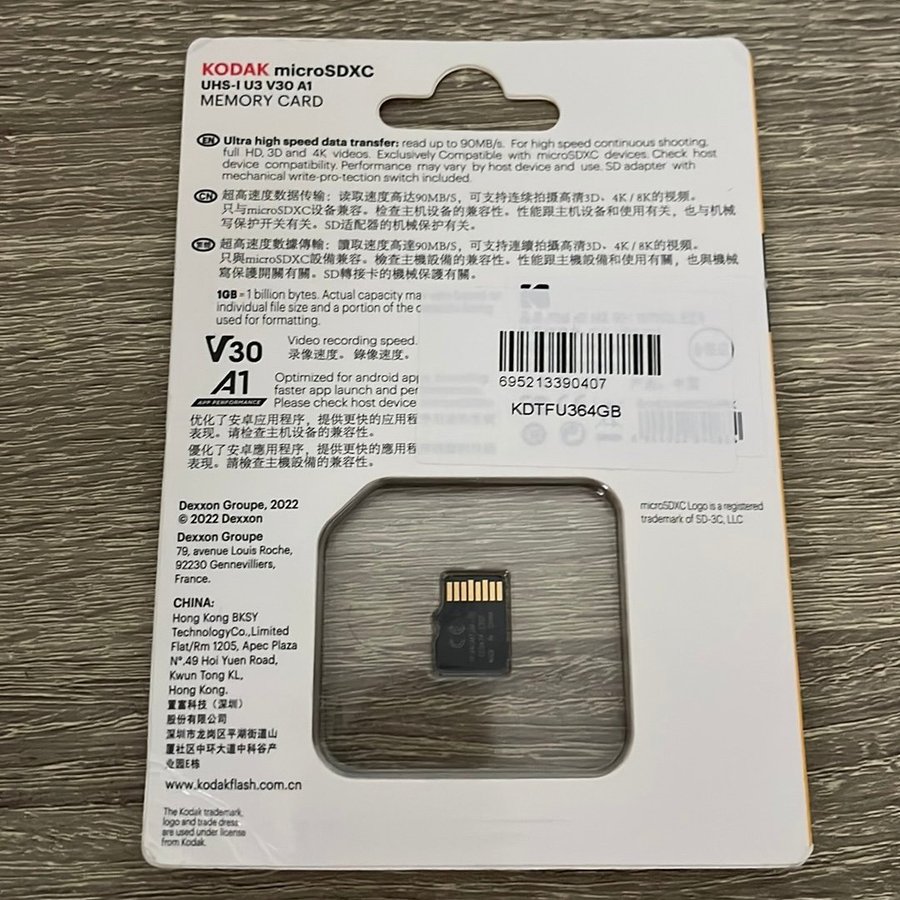 KODAK microSDXC
UHS-I U3 V30 A1
MEMORY CARD
EN Ultra high speed data transfer: read up to 90MB/s. For high speed continuous shooting,
full HD, 3D and 4K videos. Exclusively Compatible with microSDXC devices. Check host
device compatibility. Performance may vary by host device and use. SD adapter with
mechanical write-pro-tection switch included.
CN 超高速度数据传输：读取速度高达90MB/S，可支持连续拍摄高清3D、4K / 8K的视频。
只与microSDXC设备兼容。检查主机设备的兼容性。性能跟主机设备和使用有关，也与机械
写保护开关有关。SD适配器的机械保护有关。
超高速度數據傳輸：讀取速度高達90MB/S，可支持連續拍攝高清3D、4K / 8K的視頻。
只與microSDXC設備兼容。檢查主機設備的兼容性。性能跟主機設備和使用有關，也與機械
寫保護開關有關。SD轉接卡的機械保護有關。
1GB = 1 billion bytes. Actual capacity
individual file size and a portion of the
used for formatting.
V30
Video recording speed.
录像速度。 錄像速度。
A1
APP PERFORMANCE
Optimized for android
faster app launch and
Please check host device
优化了安卓应用程序，提供更快的应用程
表现。请检查主机设备的兼容性。
優化了安卓應用程序，提供更快的應用程
表現。請檢查主機設備的兼容性。
695213390407
KDTFU364GB
Dexxon Groupe, 2022
© 2022 Dexxon
Dexxon Groupe
79, avenue Louis Roche,
92230 Gennevilliers,
France.
microSDXC Logo is a registered
trademark of SD-3C, LLC
CHINA:
Hong Kong BKSY
TechnologyCo.,Limited
Flat/Rm 1205, Apec Plaza
N°.49 Hoi Yuen Road,
Kwun Tong KL,
Hong Kong.
置富科技（深圳）
股份有限公司
深圳市龙岗区平湖街道山
厦社区中环大道中科谷产
业园E栋
www.kodakflash.com.cn
The Kodak trademark,
logo and trade dress
are used under license
from Kodak.